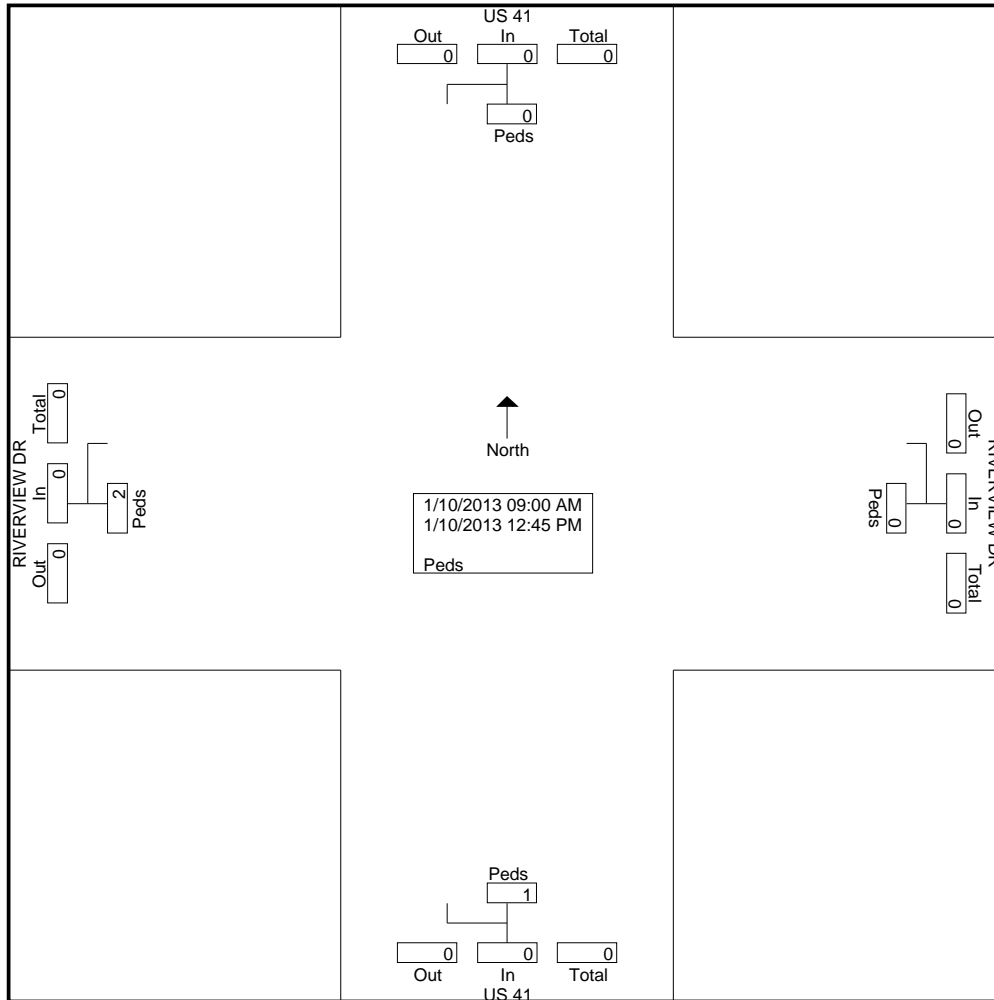 US 41
Out In Total
0 0 0
0
Peds
RIVERVIEW DR
Total In Out
0 0 0
2
Peds
North
1/10/2013 09:00 AM
1/10/2013 12:45 PM
Peds
RIVERVIEW DR
Out In Total
0 0 0
0
Peds
Peds
1
0 0 0
Out In Total
US 41